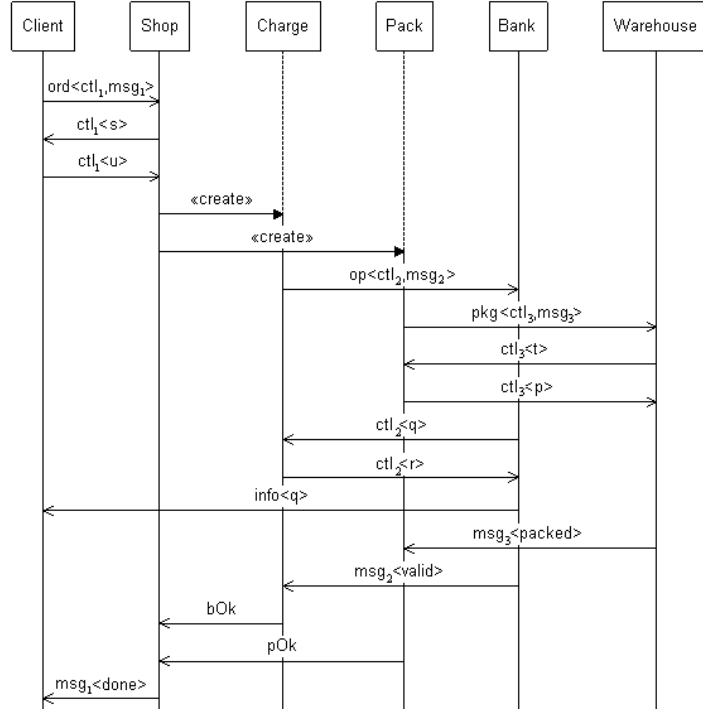 Client Shop Charge Pack Bank Warehouse
ord<ctl₁,msg₁>
ctl₁<s>
ctl₁<u>
«create»
«create»
op<ctl₂,msg₂>
pkg<ctl₃,msg₃>
ctl₃<t>
ctl₃<p>
ctl₂<q>
ctl₂<r>
info<q>
msg₃<packed>
msg₂<valid>
bOk
pOk
msg₁<done>